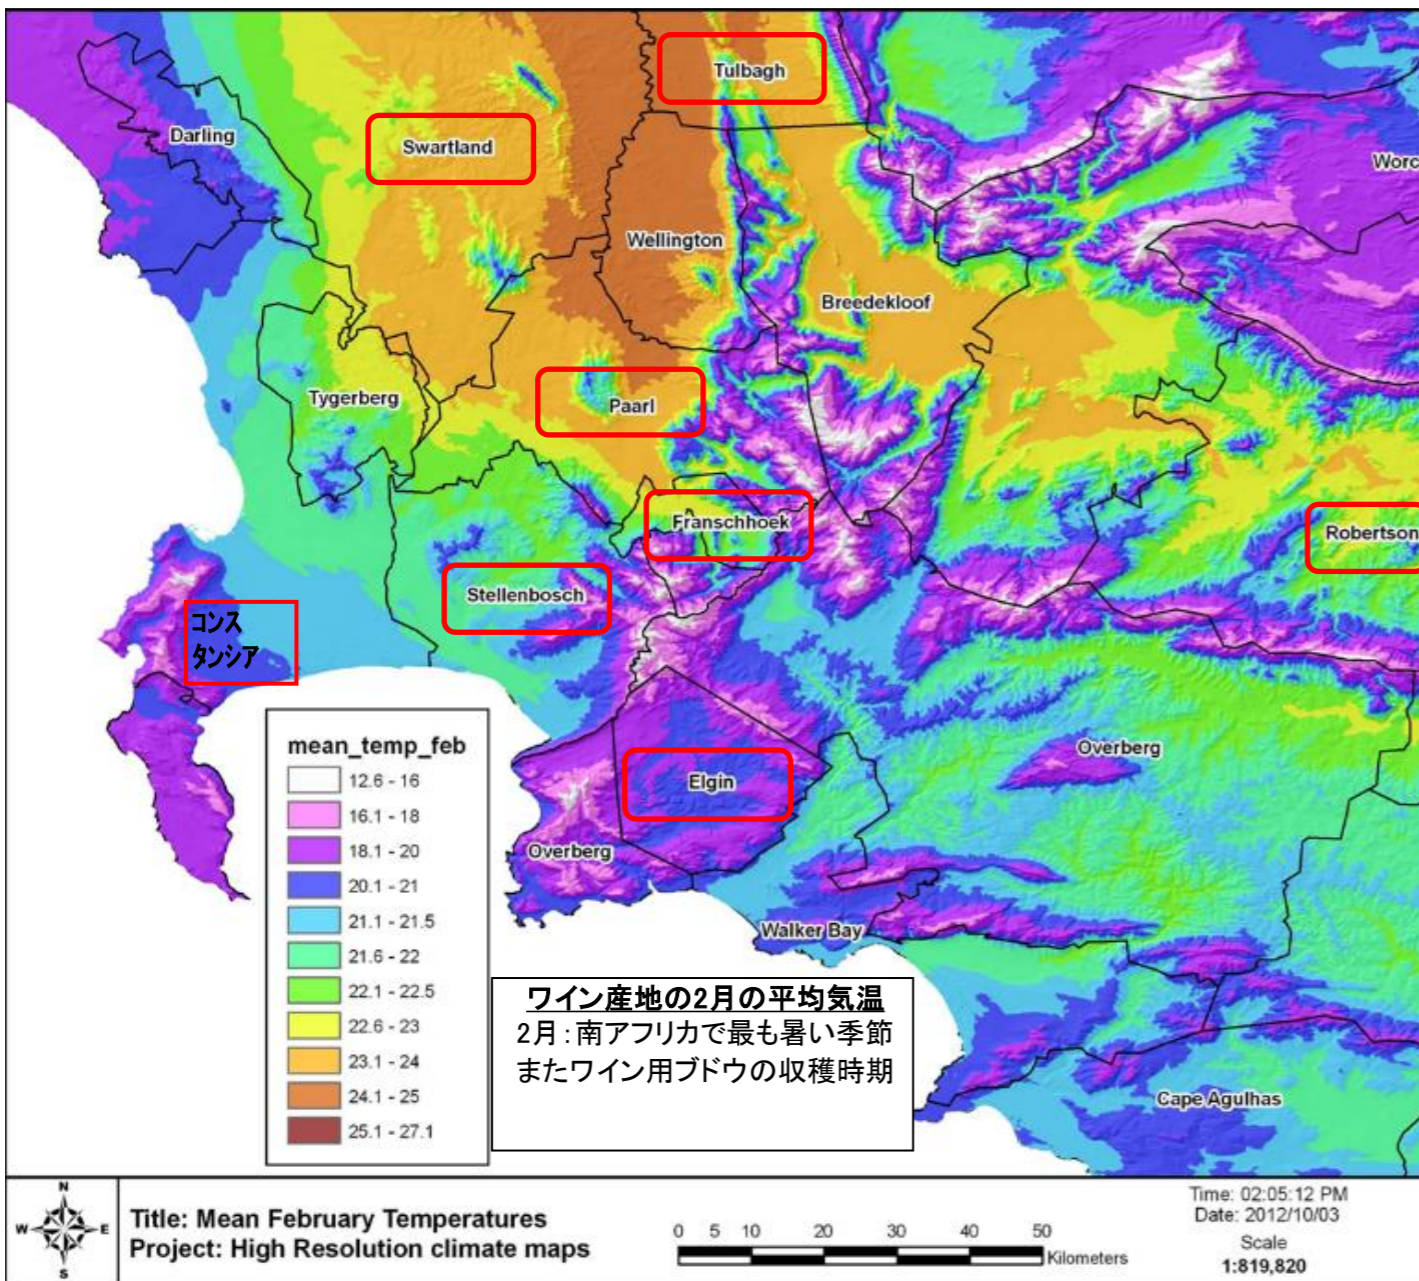 Tulbagh
Darling
Swartland
Worc
Wellington
Breedekloof
Tygerberg
Paarl
Franschhoek
Robertson
Stellenbosch
コンス
タンシア
mean_temp_feb
12.6 - 16
16.1 - 18
18.1 - 20
20.1 - 21
21.1 - 21.5
21.6 - 22
22.1 - 22.5
22.6 - 23
23.1 - 24
24.1 - 25
25.1 - 27.1
Overberg
Elgin
Overberg
Walker Bay
ワイン産地の2月の平均気温
2月:南アフリカで最も暑い季節
またワイン用ブドウの収穫時期
Cape Agulhas
N
W E
S
Title: Mean February Temperatures
Project: High Resolution climate maps
0 5 10 20 30 40 50
Kilometers
Time: 02:05:12 PM
Date: 2012/10/03
Scale
1:819,820